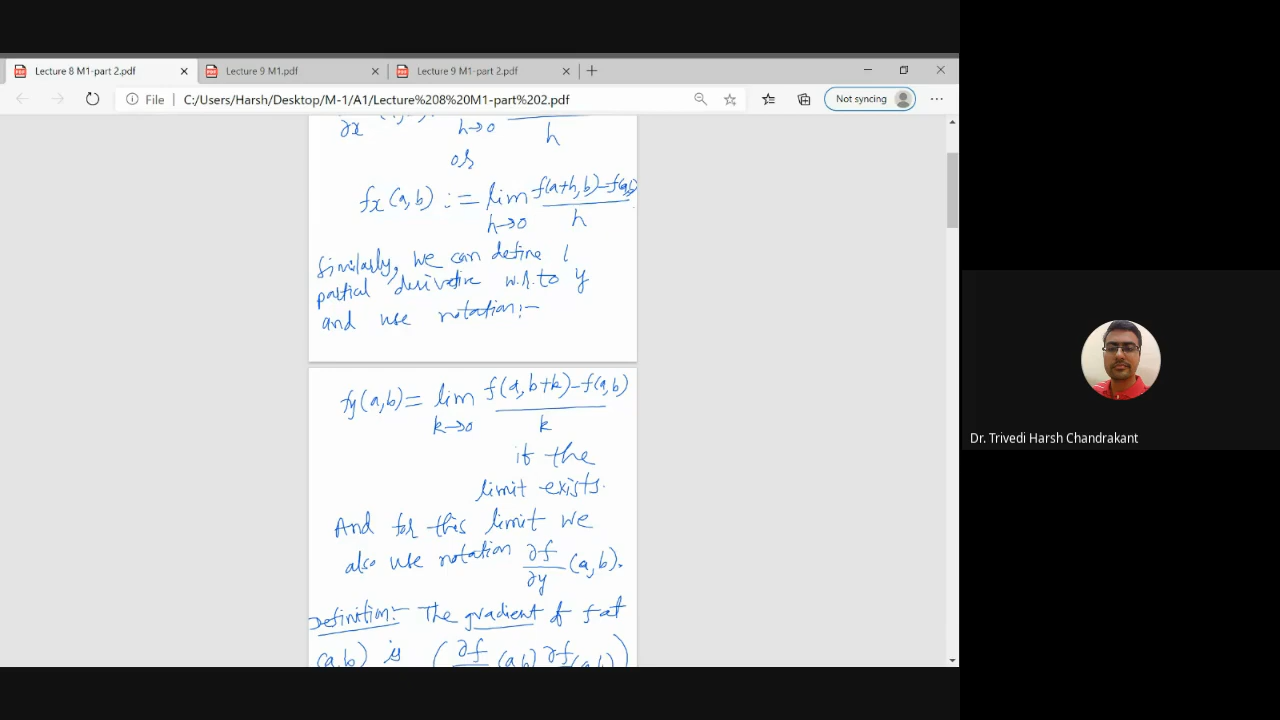 Lecture 8 M1-part 2.pdf
Lecture 9 M1.pdf
Lecture 9 M1-part 2.pdf
File | C:/Users/Harsh/Desktop/M-1/A1/Lecture%208%20M1-part%202.pdf
Not syncing
∂x
h→0 h
or
fx(a,b) := lim f(a+h,b)-f(a,b)
h→0 h
Similarly, we can define
partial derivative w.r.to y
and use notation:-
fy(a,b) = lim f(a,b+k)-f(a,b)
k→0 k
if the
limit exists.
And for this limit we
also use notation ∂f
∂y (a,b).
Definition:- The gradient of f at
(a,b) is (∂f (a,b) ∂f (a,b))
Dr. Trivedi Harsh Chandrakant